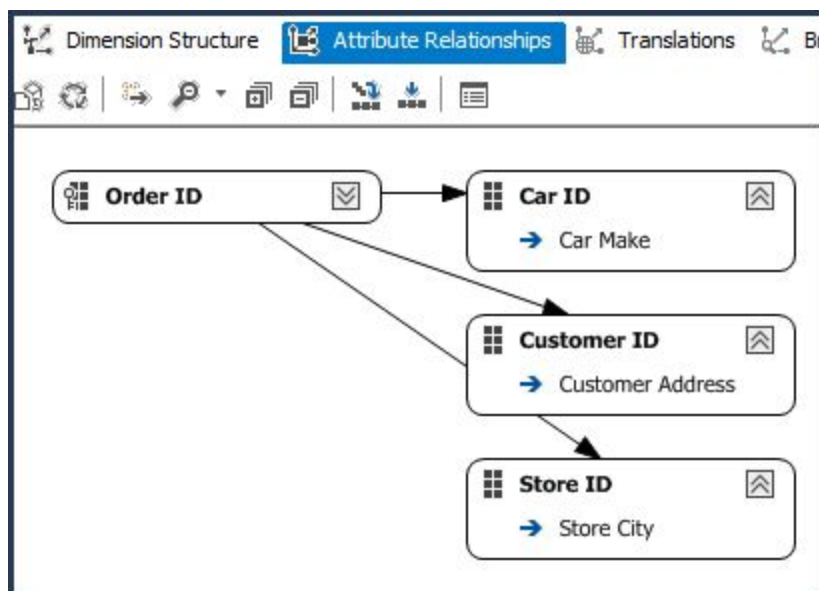 Dimension Structure Attribute Relationships Translations
Order ID
Car ID
Car Make
Customer ID
Customer Address
Store ID
Store City